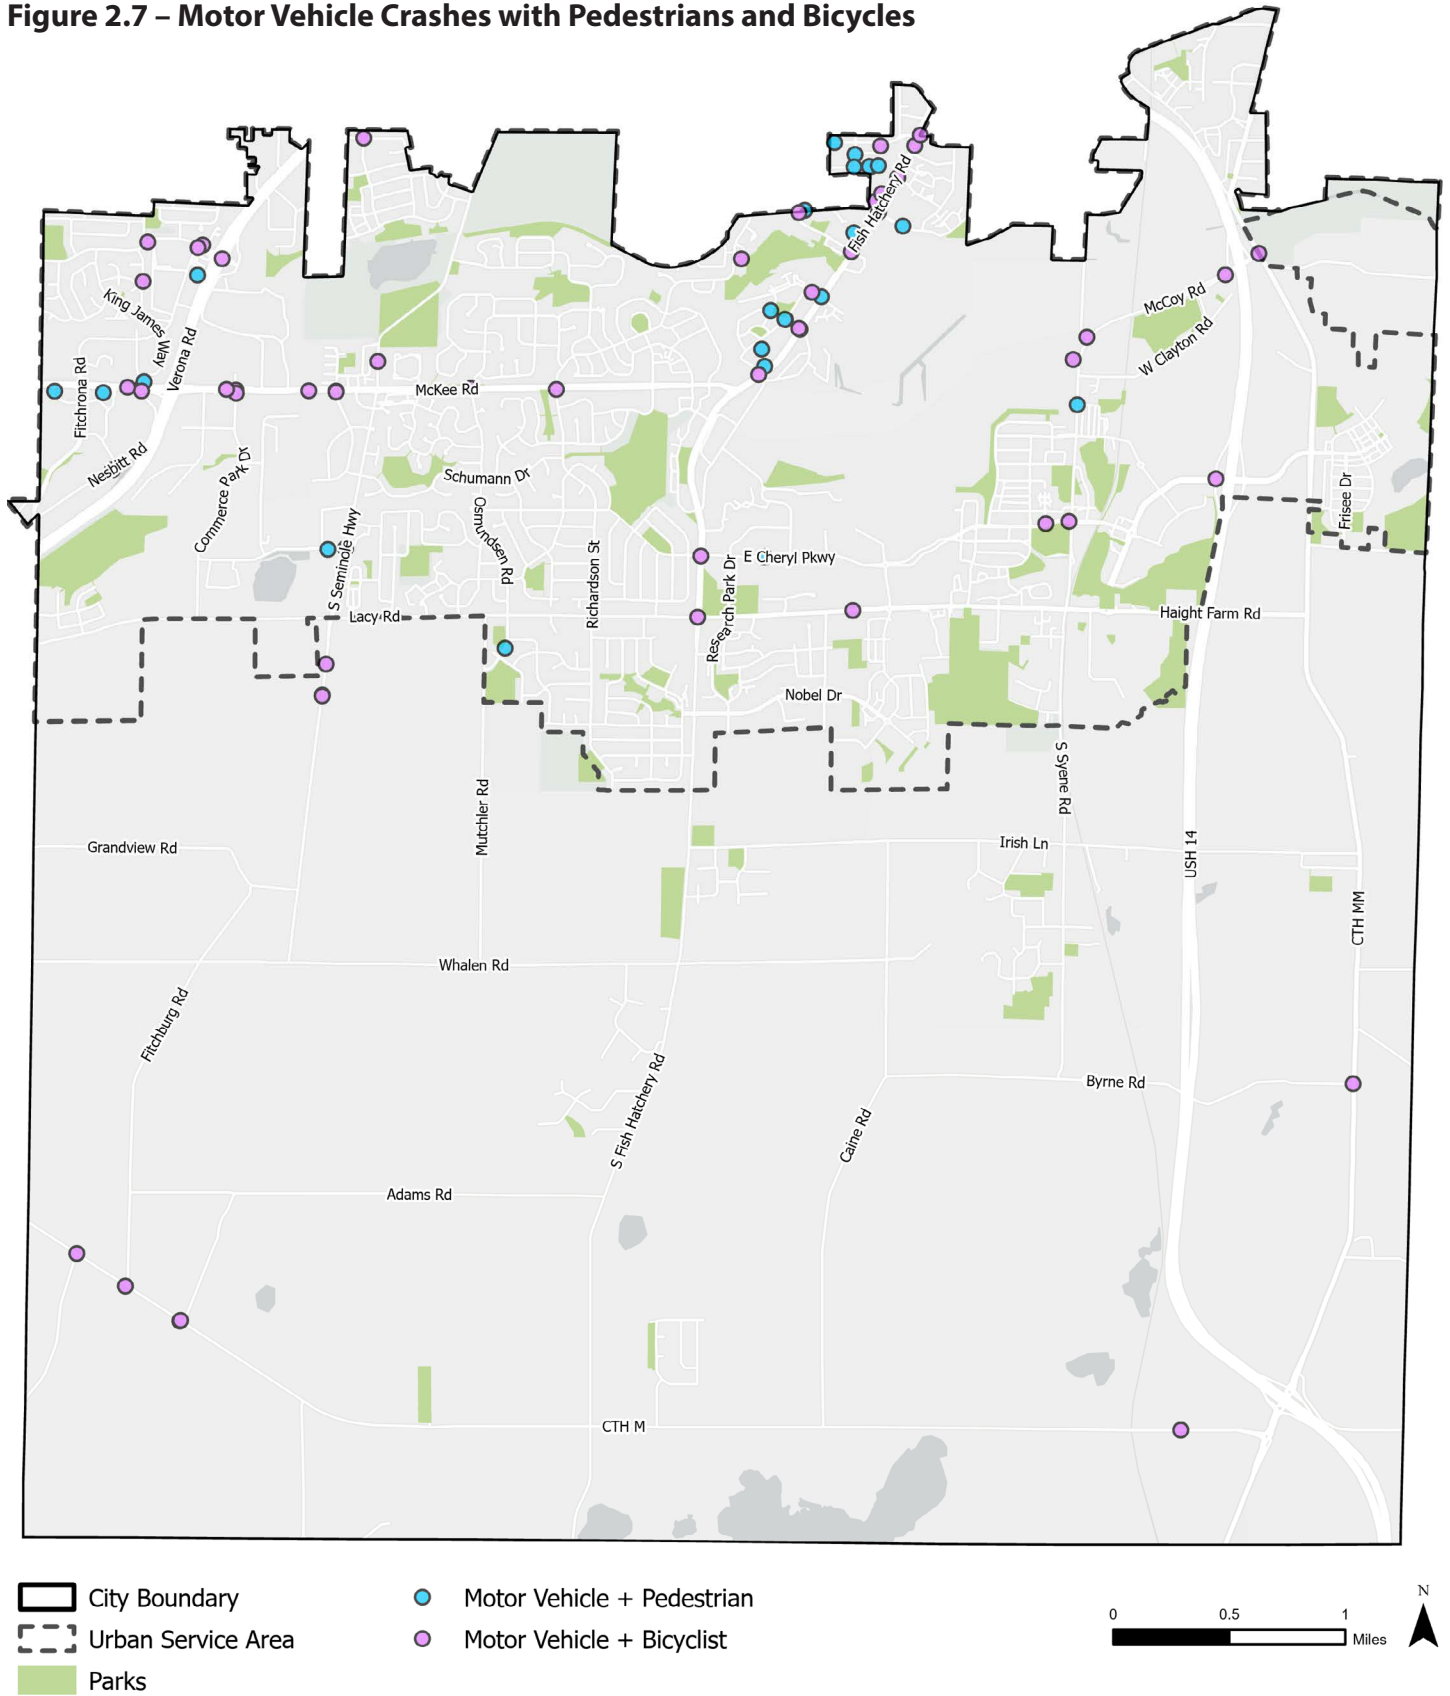 Figure 2.7 – Motor Vehicle Crashes with Pedestrians and Bicycles
Fish Hatchery Rd
King James Way
Verona Rd
Fitchrona Rd
McKee Rd
McCoy Rd
W Clayton Rd
Nesbitt Rd
Commerce Park Dr
Schumann Dr
Osmundsen Rd
S Seminole Hwy
Richardson St
Research Park Dr
E Cheryl Pkwy
Frisee Dr
Lacy Rd
Haight Farm Rd
Nobel Dr
S Syene Rd
Mutchler Rd
Grandview Rd
Irish Ln
USH 14
CTH MM
Whalen Rd
Fitchburg Rd
S Fish Hatchery Rd
Caine Rd
Byrne Rd
Adams Rd
CTH M
City Boundary
Urban Service Area
Parks
Motor Vehicle + Pedestrian
Motor Vehicle + Bicyclist
0 0.5 1
Miles
N